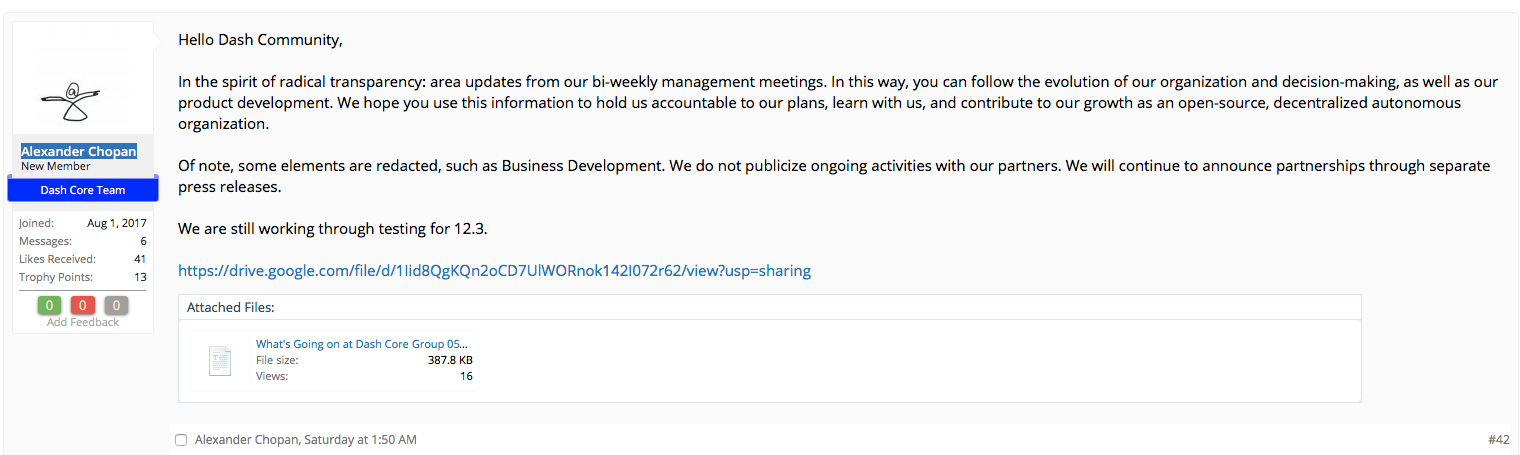 Hello Dash Community,
In the spirit of radical transparency: area updates from our bi-weekly management meetings. In this way, you can follow the evolution of our organization and decision-making, as well as our
product development. We hope you use this information to hold us accountable to our plans, learn with us, and contribute to our growth as an open-source, decentralized autonomous
organization.
Of note, some elements are redacted, such as Business Development. We do not publicize ongoing activities with our partners. We will continue to announce partnerships through separate
press releases.
We are still working through testing for 12.3.
https://drive.google.com/file/d/1Iid8QgKQn2oCD7UlWORnok142I072r62/view?usp=sharing
Attached Files:
What's Going on at Dash Core Group 05...
File size: 387.8 KB
Views: 16
@
Alexander Chopan
New Member
Dash Core Team
Joined: Aug 1, 2017
Messages: 6
Likes Received: 41
Trophy Points: 13
0 0 0
Add Feedback
Alexander Chopan, Saturday at 1:50 AM #42